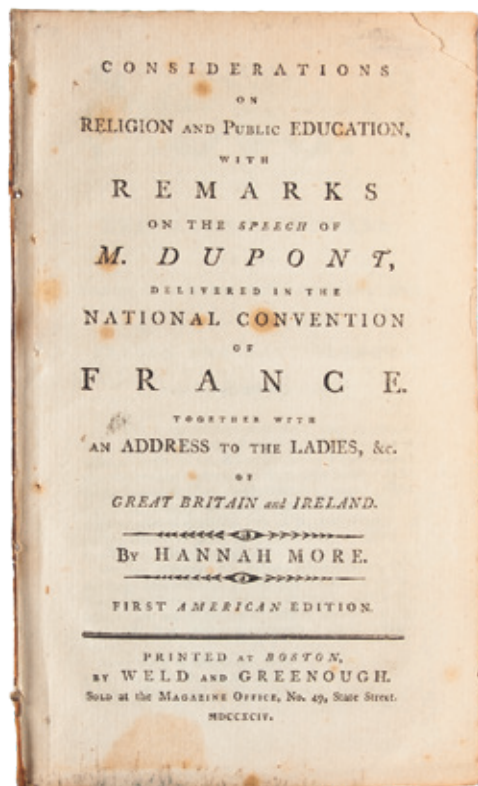 CONSIDERATIONS
ON
RELIGION AND PUBLIC EDUCATION,
WITH
REMARKS
ON THE SPEECH OF
M. DUPONT,
DELIVERED IN THE
NATIONAL CONVENTION
OF
FRANCE.
TOGETHER WITH
AN ADDRESS TO THE LADIES, &c.
OF
GREAT BRITAIN and IRELAND.
BY HANNAH MORE.
FIRST AMERICAN EDITION.
PRINTED AT BOSTON,
BY WELD AND GREENOUGH.
SOLD at the MAGAZINE OFFICE, No. 49, State Street.
MDCCXCIV.